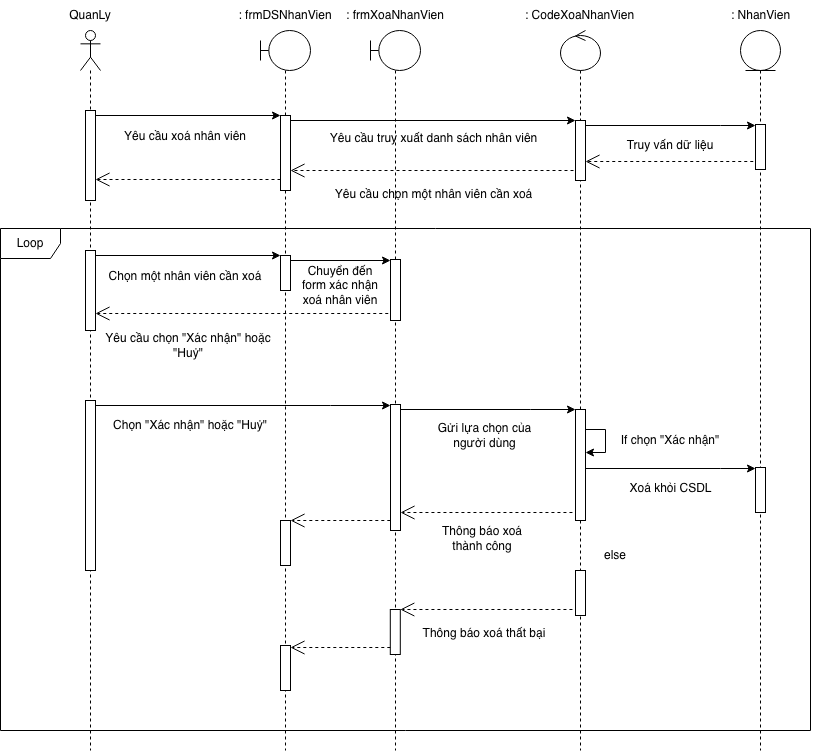 QuanLy
: frmDSNhanVien
: frmXoaNhanVien
: CodeXoaNhanVien
: NhanVien
Yêu cầu xoá nhân viên
Yêu cầu truy xuất danh sách nhân viên
Truy vấn dữ liệu
Yêu cầu chọn một nhân viên cần xoá
Loop
Chọn một nhân viên cần xoá
Chuyển đến
form xác nhận
xoá nhân viên
Yêu cầu chọn "Xác nhận" hoặc
"Huỷ"
Chọn "Xác nhận" hoặc "Huỷ"
Gửi lựa chọn của
người dùng
If chọn "Xác nhận"
Xoá khỏi CSDL
Thông báo xoá
thành công
else
Thông báo xoá thất bại